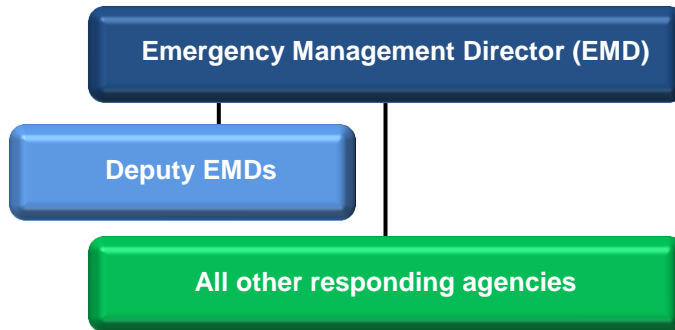 Emergency Management Director (EMD)
Deputy EMDs
All other responding agencies